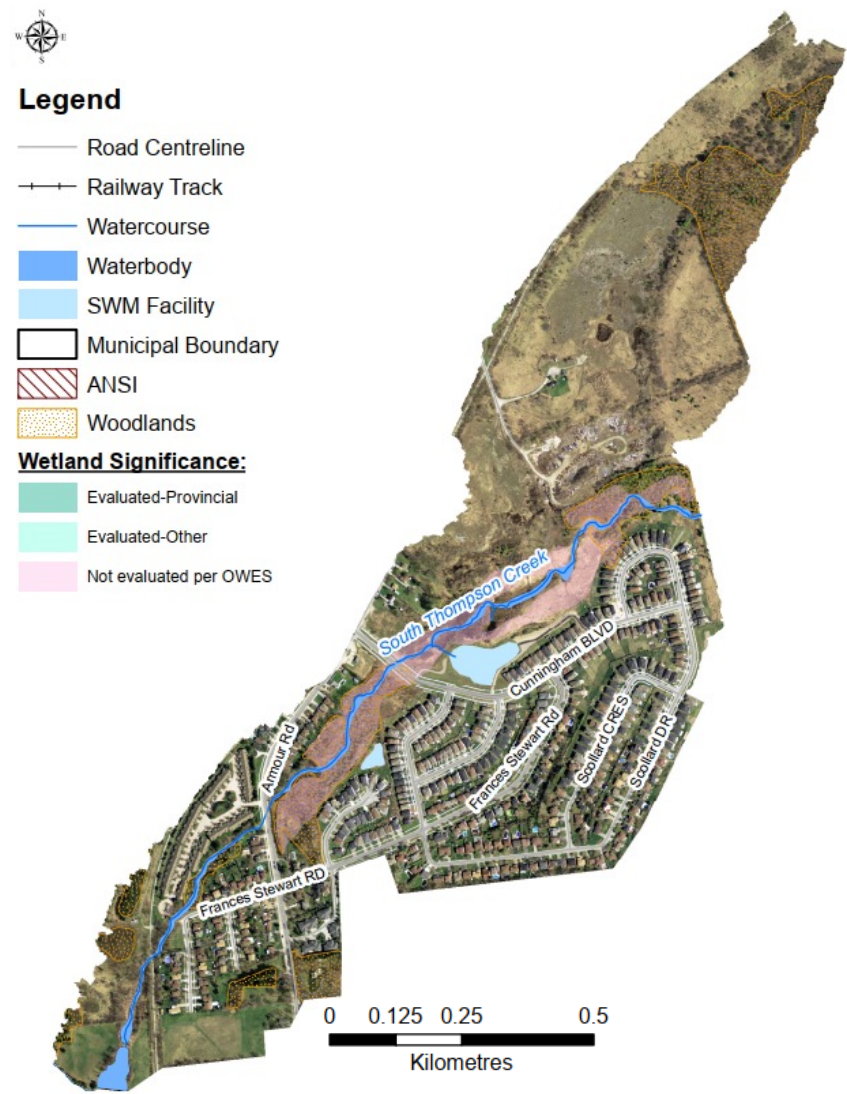 N
W E
S
Legend
Road Centreline
Railway Track
Watercourse
Waterbody
SWM Facility
Municipal Boundary
ANSI
Woodlands
Wetland Significance:
Evaluated-Provincial
Evaluated-Other
Not evaluated per OWES
South Thompson Creek
Cunningham BLVD
Armour Rd
Frances Stewart Rd
Scollard CRES
Scollard DR
Frances Stewart RD
0 0.125 0.25 0.5
Kilometres